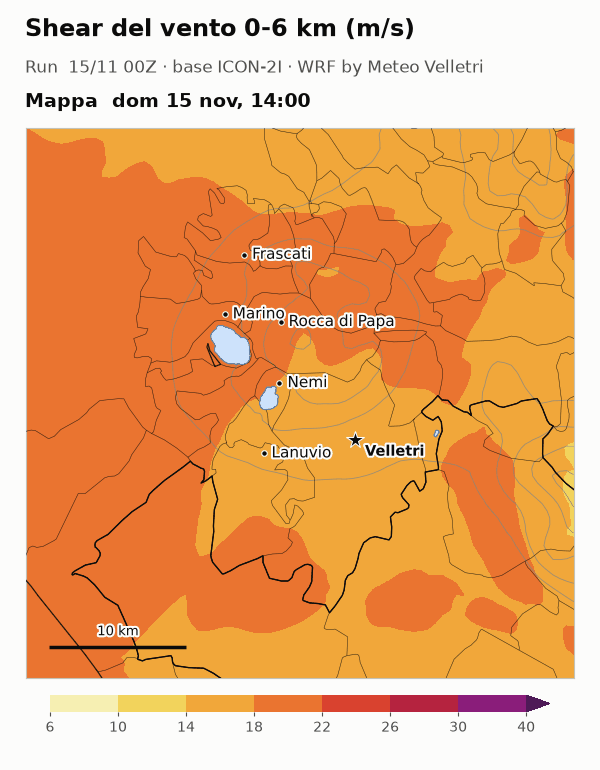 Shear del vento 0-6 km (m/s)
Run  15/11 00Z · base ICON-2I · WRF by Meteo Velletri
Mappa  dom 15 nov, 14:00
Frascati
Marino
Rocca di Papa
Nemi
Velletri
Lanuvio
10 km
6 10 14 18 22 26 30 40